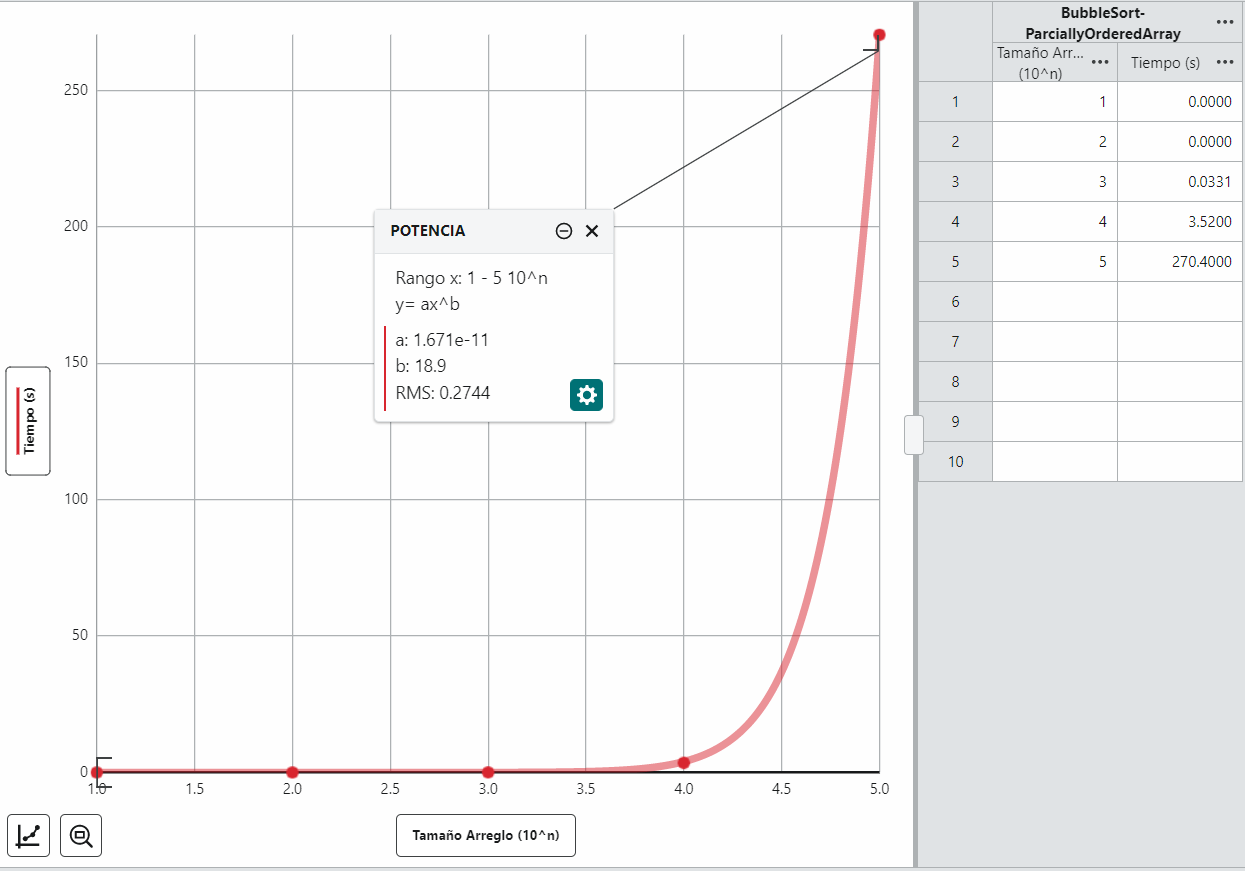 250
200
150
100
50
0
Tiempo (s)
POTENCIA
Rango x: 1 - 5 10^n
y= ax^b
a: 1.671e-11
b: 18.9
RMS: 0.2744
1.0 1.5 2.0 2.5 3.0 3.5 4.0 4.5 5.0
Tamaño Arreglo (10^n)
BubbleSort-
ParciallyOrderedArray
Tamaño Arr...
(10^n)
Tiempo (s)
1 1 0.0000
2 2 0.0000
3 3 0.0331
4 4 3.5200
5 5 270.4000
6
7
8
9
10